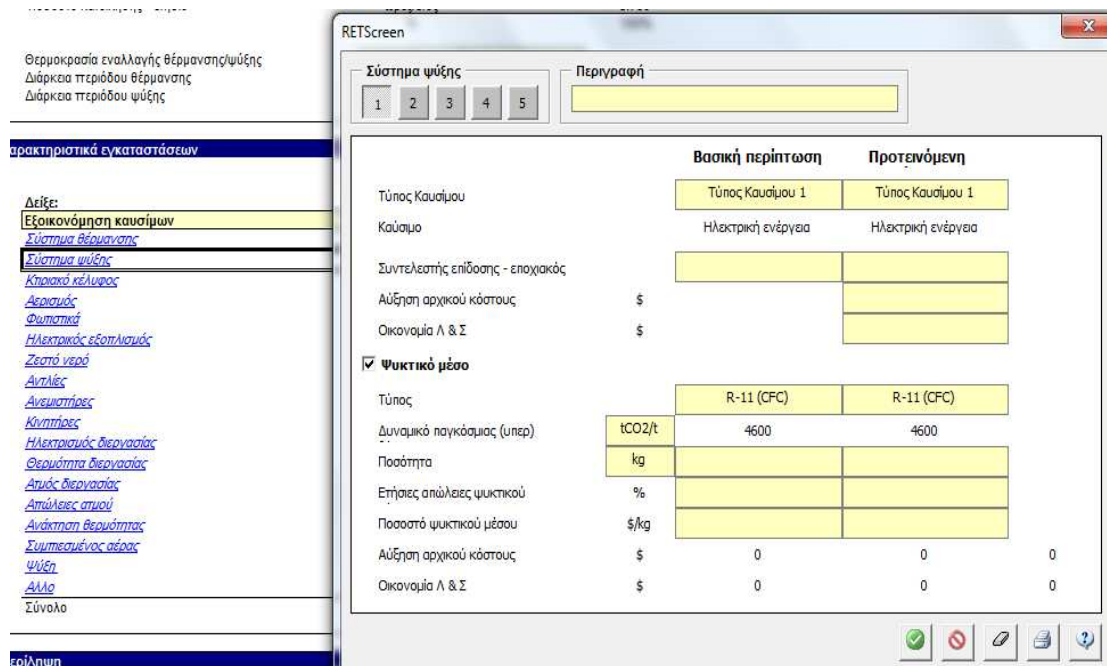 RETScreen
Θερμοκρασία εναλλαγής θέρμανσης/ψύξης
Διάρκεια περιόδου θέρμανσης
Διάρκεια περιόδου ψύξης
αρακτηριστικά εγκαταστάσεων
Δείξε:
Εξοικονόμηση καυσίμων
Σύστημα θέρμανσης
Σύστημα ψύξης
Κτιριακό κέλυφος
Αερισμός
Φωτιστικά
Ηλεκτρικός εξοπλισμός
Ζεστό νερό
Αντλίες
Ανεμιστήρες
Κινητήρες
Ηλεκτρισμός διεργασίας
Θερμότητα διεργασίας
Ατμός διεργασίας
Απώλειες ατμού
Ανάκτηση θερμότητας
Συμπιεσμένος αέρας
Ψύξη
Αλλο
Σύνολο
ερίληψη
Σύστημα ψύξης
1 2 3 4 5
Περιγραφή
Βασική περίπτωση Προτεινόμενη
Τύπος Καυσίμου Τύπος Καυσίμου 1 Τύπος Καυσίμου 1
Καύσιμο Ηλεκτρική ενέργεια Ηλεκτρική ενέργεια
Συντελεστής επίδοσης - εποχιακός
Αύξηση αρχικού κόστους $
Οικονομία Λ & Σ $
Ψυκτικό μέσο
Τύπος R-11 (CFC) R-11 (CFC)
Δυναμικό παγκόσμιας (υπερ) tCO2/t 4600 4600
Ποσότητα kg
Ετήσιες απώλειες ψυκτικού %
Ποσοστό ψυκτικού μέσου $/kg
Αύξηση αρχικού κόστους $ 0 0 0
Οικονομία Λ & Σ $ 0 0 0